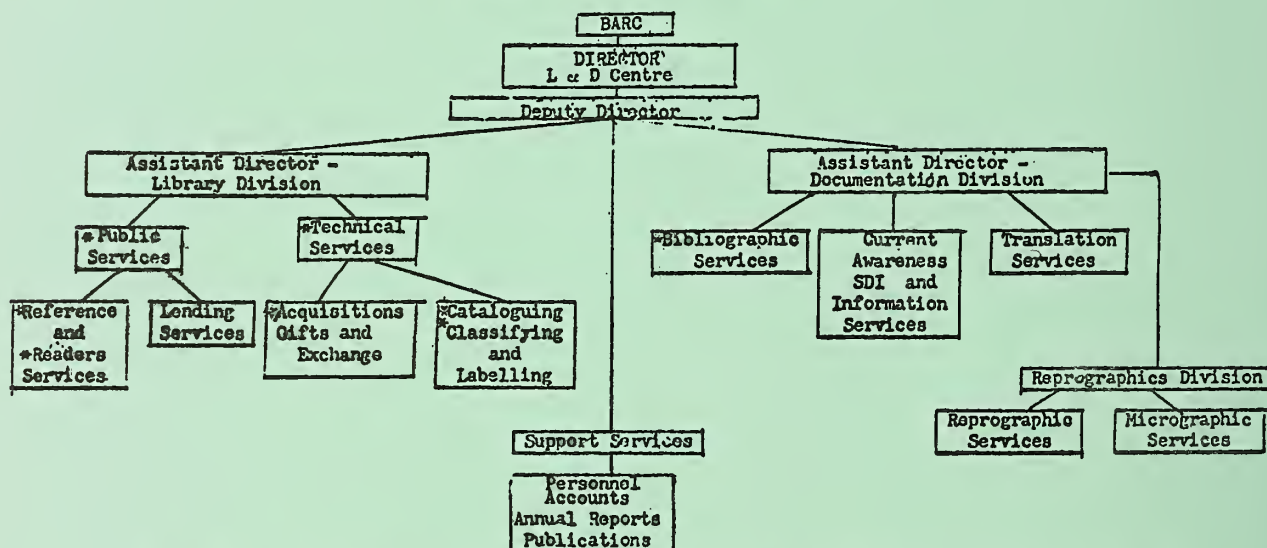 BARC
DIRECTOR
L & D Centre
Deputy Director
Assistant Director -
Library Division
Assistant Director -
Documentation Division
*Public
Services
*Technical
Services
*Bibliographic
Services
Current
Awareness
SDI and
Information
Services
Translation
Services
*Reference
and
*Readers
Services
Lending
Services
*Acquisitions
Gifts and
Exchange
*Cataloguing
*Classifying
and
Labelling
Reprographics Division
Reprographic
Services
Micrographic
Services
Support Services
Personnel
Accounts
Annual Reports
Publications